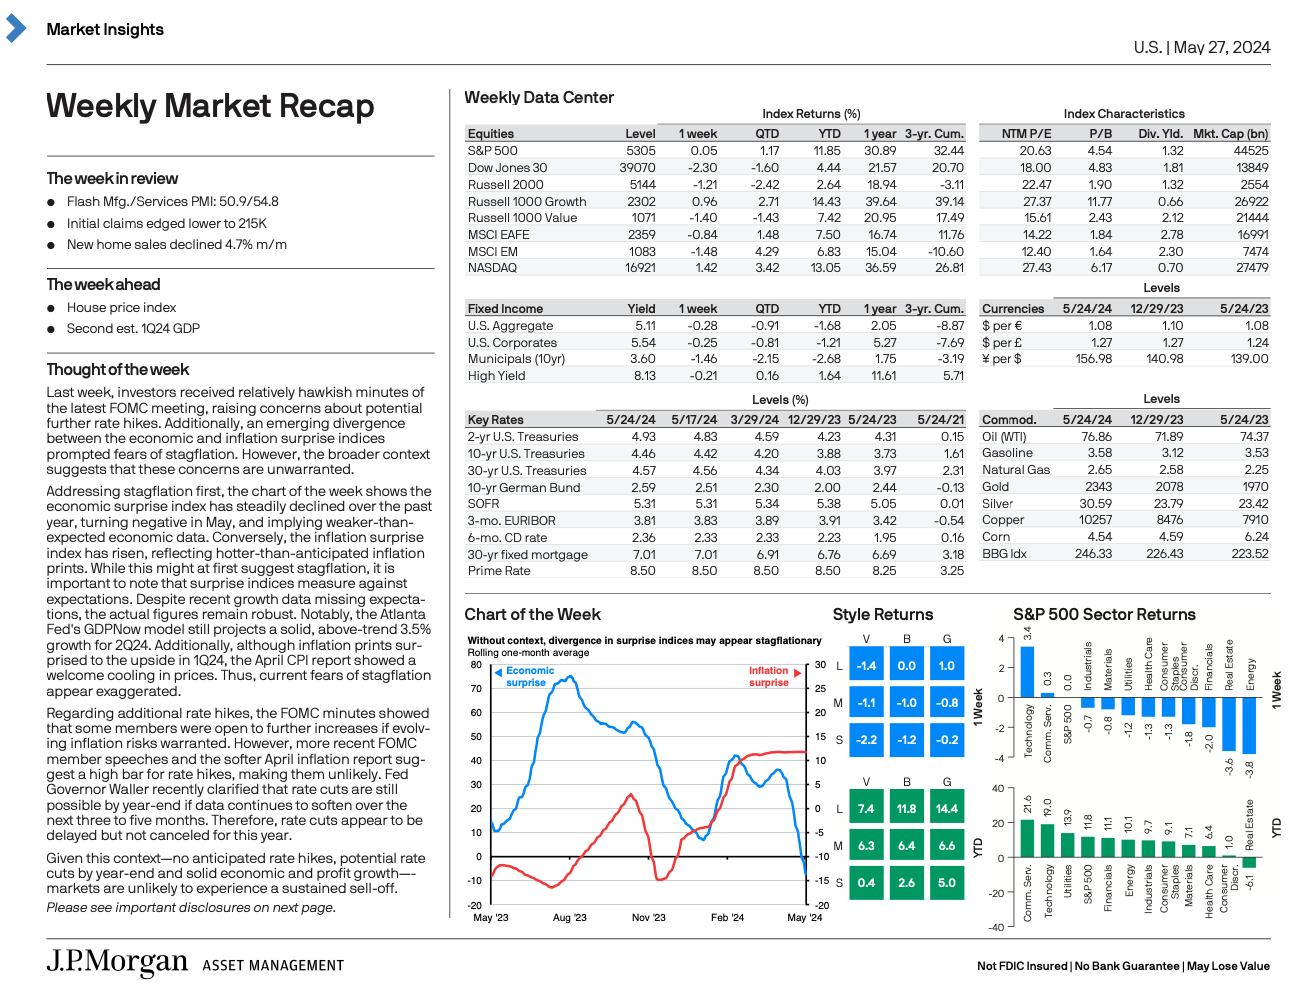 Market Insights
U.S. | May 27, 2024
Weekly Market Recap
The week in review
● Flash Mfg./Services PMI: 50.9/54.8
● Initial claims edged lower to 215K
● New home sales declined 4.7% m/m
The week ahead
● House price index
● Second est. 1Q24 GDP
Thought of the week
Last week, investors received relatively hawkish minutes of
the latest FOMC meeting, raising concerns about potential
further rate hikes. Additionally, an emerging divergence
between the economic and inflation surprise indices
prompted fears of stagflation. However, the broader context
suggests that these concerns are unwarranted.
Addressing stagflation first, the chart of the week shows the
economic surprise index has steadily declined over the past
year, turning negative in May, and implying weaker-than-
expected economic data. Conversely, the inflation surprise
index has risen, reflecting hotter-than-anticipated inflation
prints. While this might at first suggest stagflation, it is
important to note that surprise indices measure against
expectations. Despite recent growth data missing expecta-
tions, the actual figures remain robust. Notably, the Atlanta
Fed's GDPNow model still projects a solid, above-trend 3.5%
growth for 2Q24. Additionally, although inflation prints sur-
prised to the upside in 1Q24, the April CPI report showed a
welcome cooling in prices. Thus, current fears of stagflation
appear exaggerated.
Regarding additional rate hikes, the FOMC minutes showed
that some members were open to further increases if evolv-
ing inflation risks warranted. However, more recent FOMC
member speeches and the softer April inflation report sug-
gest a high bar for rate hikes, making them unlikely. Fed
Governor Waller recently clarified that rate cuts are still
possible by year-end if data continues to soften over the
next three to five months. Therefore, rate cuts appear to be
delayed but not canceled for this year.
Given this context—no anticipated rate hikes, potential rate
cuts by year-end and solid economic and profit growth—-
markets are unlikely to experience a sustained sell-off.
Please see important disclosures on next page.
Weekly Data Center
Index Returns (%)
Equities Level 1 week QTD YTD 1 year 3-yr. Cum.
S&P 500 5305 0.05 1.17 11.85 30.89 32.44
Dow Jones 30 39070 -2.30 -1.60 4.44 21.57 20.70
Russell 2000 5144 -1.21 -2.42 2.64 18.94 -3.11
Russell 1000 Growth 2302 0.96 2.71 14.43 39.64 39.14
Russell 1000 Value 1071 -1.40 -1.43 7.42 20.95 17.49
MSCI EAFE 2359 -0.84 1.48 7.50 16.74 11.76
MSCI EM 1083 -1.48 4.29 6.83 15.04 -10.60
NASDAQ 16921 1.42 3.42 13.05 36.59 26.81
Index Characteristics
NTM P/E P/B Div. Yld. Mkt. Cap (bn)
20.63 4.54 1.32 44525
18.00 4.83 1.81 13849
22.47 1.90 1.32 2554
27.37 11.77 0.66 26922
15.61 2.43 2.12 21444
14.22 1.84 2.78 16991
12.40 1.64 2.30 7474
27.43 6.17 0.70 27479
Fixed Income Yield 1 week QTD YTD 1 year 3-yr. Cum.
U.S. Aggregate 5.11 -0.28 -0.91 -1.68 2.05 -8.87
U.S. Corporates 5.54 -0.25 -0.81 -1.21 5.27 -7.69
Municipals (10yr) 3.60 -1.46 -2.15 -2.68 1.75 -3.19
High Yield 8.13 -0.21 0.16 1.64 11.61 5.71
Levels
Currencies 5/24/24 12/29/23 5/24/23
$ per € 1.08 1.10 1.08
$ per £ 1.27 1.27 1.24
¥ per $ 156.98 140.98 139.00
Levels (%)
Key Rates 5/24/24 5/17/24 3/29/24 12/29/23 5/24/23 5/24/21
2-yr U.S. Treasuries 4.93 4.83 4.59 4.23 4.31 0.15
10-yr U.S. Treasuries 4.46 4.42 4.20 3.88 3.73 1.61
30-yr U.S. Treasuries 4.57 4.56 4.34 4.03 3.97 2.31
10-yr German Bund 2.59 2.51 2.30 2.00 2.44 -0.13
SOFR 5.31 5.31 5.34 5.38 5.05 0.01
3-mo. EURIBOR 3.81 3.83 3.89 3.91 3.42 -0.54
6-mo. CD rate 2.36 2.33 2.33 2.23 1.95 0.16
30-yr fixed mortgage 7.01 7.01 6.91 6.76 6.69 3.18
Prime Rate 8.50 8.50 8.50 8.50 8.25 3.25
Levels
Commod. 5/24/24 12/29/23 5/24/23
Oil (WTI) 76.86 71.89 74.37
Gasoline 3.58 3.12 3.53
Natural Gas 2.65 2.58 2.25
Gold 2343 2078 1970
Silver 30.59 23.79 23.42
Copper 10257 8476 7910
Corn 4.54 4.59 6.24
BBG Idx 246.33 226.43 223.52
Chart of the Week
Without context, divergence in surprise indices may appear stagflationary
Rolling one-month average
Economic
surprise
Inflation
surprise
80
70
60
50
40
30
20
10
0
-10
-20
30
25
20
15
10
5
0
-5
-10
-15
-20
May '23 Aug '23 Nov '23 Feb '24 May '24
Style Returns
V B G
L -1.4 0.0 1.0
M -1.1 -1.0 -0.8
S -2.2 -1.2 -0.2
1 Week
V B G
L 7.4 11.8 14.4
M 6.3 6.4 6.6
S 0.4 2.6 5.0
YTD
S&P 500 Sector Returns
4
2
0
-2
-4
3.4 0.3 0.0 -0.7 -0.8 -1.2 -1.3 -1.3 -1.8 -2.0 -3.6 -3.8
Technology
Comm. Serv.
S&P 500
Industrials
Materials
Utilities
Health Care
Consumer
Staples
Consumer
Discr.
Financials
Real Estate
Energy
1 Week
40
20
0
-20
-40
21.6 19.0 13.9 11.8 11.1 10.1 9.7 9.1 7.1 6.4 1.0 -6.1
Comm. Serv.
Technology
Utilities
S&P 500
Financials
Energy
Industrials
Consumer
Staples
Materials
Health Care
Consumer
Discr.
Real Estate
YTD
J.P.Morgan ASSET MANAGEMENT
Not FDIC Insured | No Bank Guarantee | May Lose Value